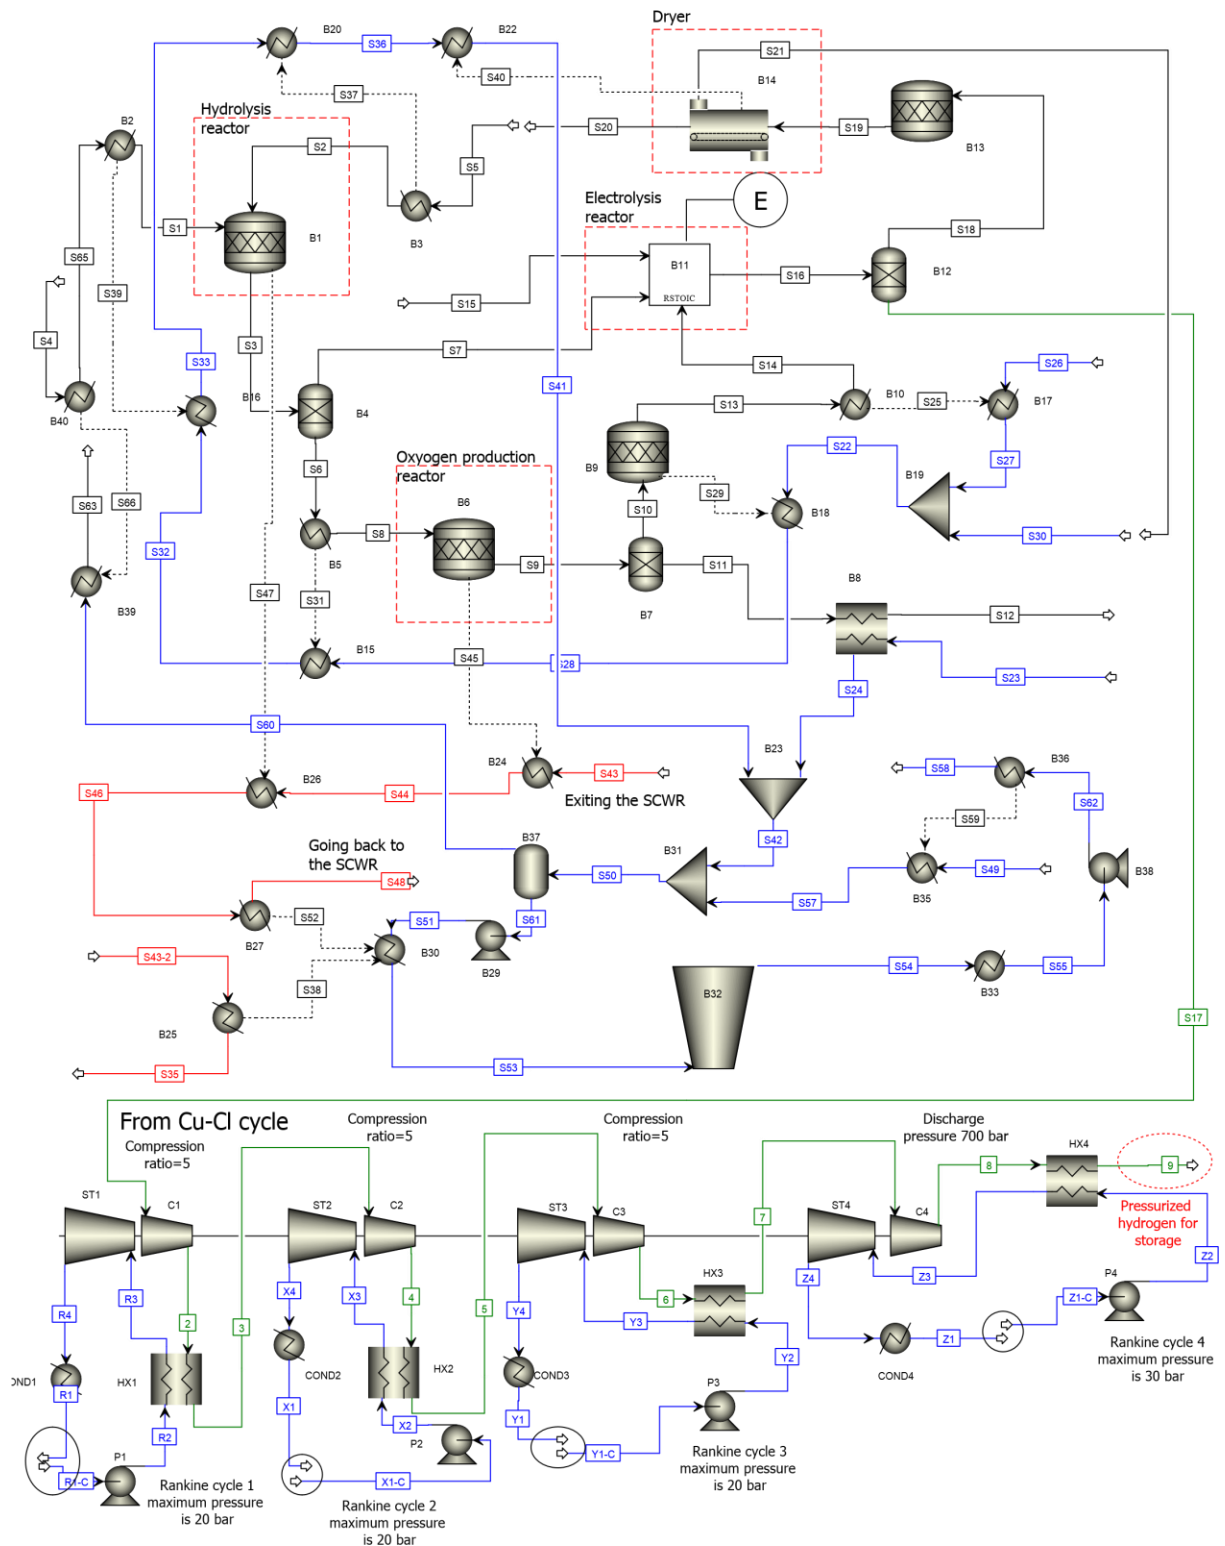 Dryer
B20
S36
B22
S21
B14
S40
S37
Hydrolysis
reactor
B2
S2
S20
S19
B13
S5
S1
B1
B3
Electrolysis
reactor
E
S18
S65
S39
B11
RSTOIC
S16
B12
S15
S4
S3
S7
S33
S14
S26
S41
B40
B16
B4
S13
B10
S25
B17
Oxyogen production
reactor
S6
S22
B19
S27
S63
S66
B6
B9
S29
S10
B18
S32
S8
S30
B5
S9
S11
B8
S47
S31
B39
B7
S12
B15
S45
S28
S23
S24
S60
B23
B36
S58
B24
S43
B26
S46
S44
Exiting the SCWR
S62
S59
S42
Going back to
the SCWR
B37
B31
S48
S50
S49
B38
B35
S57
S52
S51
S61
B27
B30
B29
S43-2
S54
S55
B33
S38
B32
S17
B25
S53
S35
From Cu-Cl cycle
Compression
ratio=5
Compression
ratio=5
Compression
ratio=5
Discharge
pressure 700 bar
HX4
8
9
ST1
C1
ST2
C2
ST3
C3
7
ST4
C4
Pressurized
hydrogen for
storage
Z2
HX3
Z4
Z3
P4
R4
R3
2
3
X4
X3
4
5
Y4
6
Y3
Z1-C
Z1
Y2
COND2
HX2
COND3
COND4
Rankine cycle 4
maximum pressure
is 30 bar
OND1
HX1
R1
P3
X1
X2
Y1
R2
P2
Y1-C
P1
R1-C
X1-C
Rankine cycle 3
maximum pressure
is 20 bar
Rankine cycle 1
maximum pressure
is 20 bar
Rankine cycle 2
maximum pressure
is 20 bar